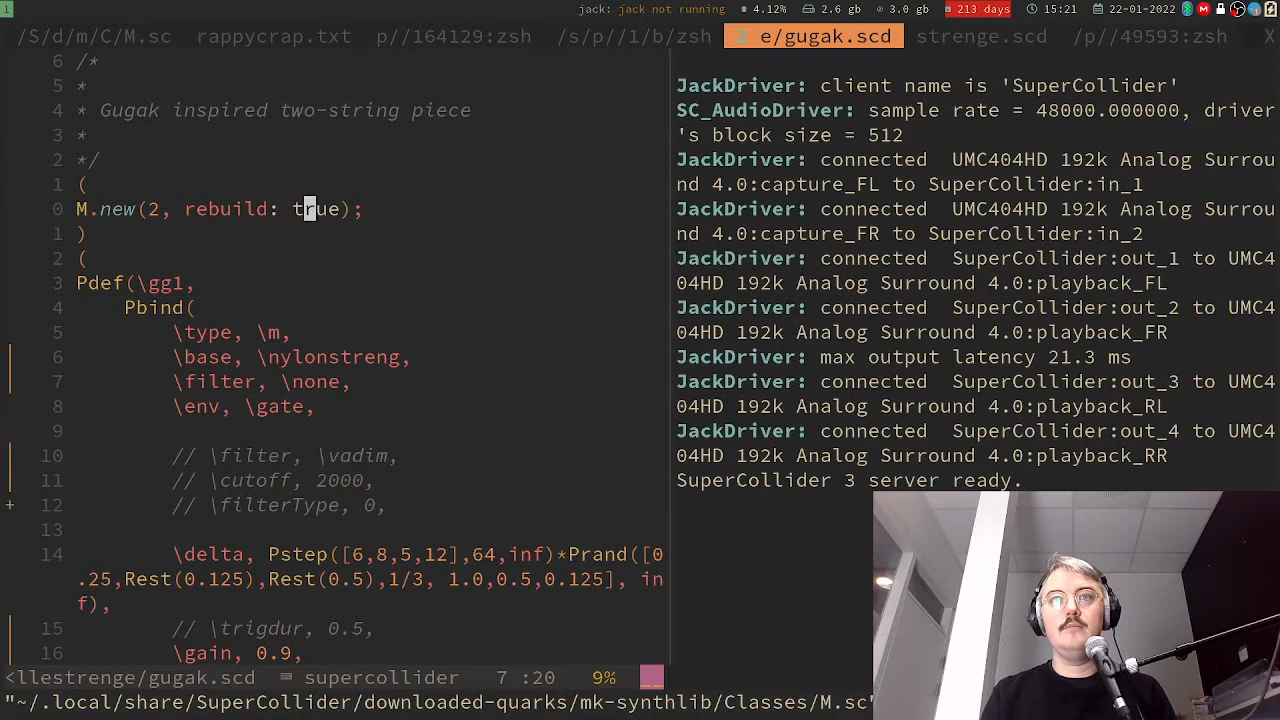 1
jack: jack not running 4.12% 2.6 gb 3.0 gb 213 days 15:21 22-01-2022
/S/d/m/C/M.sc rappycrap.txt p//164129:zsh /s/p//1/b/zsh 2 e/gugak.scd strenge.scd /p//49593:zsh X
6 /*
5 *
4 * Gugak inspired two-string piece
3 *
2 */
1 (
0 M.new(2, rebuild: true);
1 )
2 (
3 Pdef(\gg1,
4 Pbind(
5 \type, \m,
6 \base, \nylonstreng,
7 \filter, \none,
8 \env, \gate,
9
10 // \filter, \vadim,
11 // \cutoff, 2000,
+ 12 // \filterType, 0,
13
14 \delta, Pstep([6,8,5,12],64,inf)*Prand([0
.25,Rest(0.125),Rest(0.5),1/3, 1.0,0.5,0.125], in
f),
15 // \trigdur, 0.5,
16 \gain, 0.9,
JackDriver: client name is 'SuperCollider'
SC_AudioDriver: sample rate = 48000.000000, driver
's block size = 512
JackDriver: connected  UMC404HD 192k Analog Surrou
nd 4.0:capture_FL to SuperCollider:in_1
JackDriver: connected  UMC404HD 192k Analog Surrou
nd 4.0:capture_FR to SuperCollider:in_2
JackDriver: connected  SuperCollider:out_1 to UMC4
04HD 192k Analog Surround 4.0:playback_FL
JackDriver: connected  SuperCollider:out_2 to UMC4
04HD 192k Analog Surround 4.0:playback_FR
JackDriver: max output latency 21.3 ms
JackDriver: connected  SuperCollider:out_3 to UMC4
04HD 192k Analog Surround 4.0:playback_RL
JackDriver: connected  SuperCollider:out_4 to UMC4
04HD 192k Analog Surround 4.0:playback_RR
SuperCollider 3 server ready.
<llestrenge/gugak.scd supercollider 7 :20 9%
"~/.local/share/SuperCollider/downloaded-quarks/mk-synthlib/Classes/M.sc"